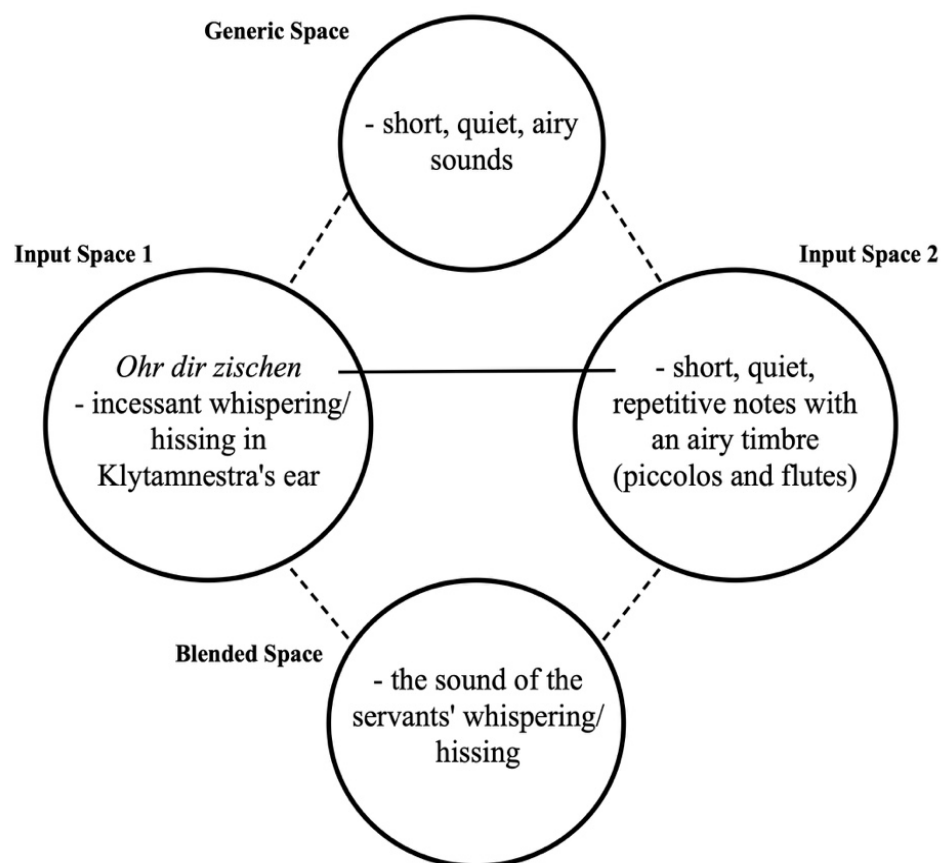 Generic Space
- short, quiet, airy
sounds
Input Space 1
Input Space 2
Ohr dir zischen
- incessant whispering/
hissing in
Klytamnestra's ear
- short, quiet,
repetitive notes with
an airy timbre
(piccolos and flutes)
Blended Space
- the sound of the
servants' whispering/
hissing